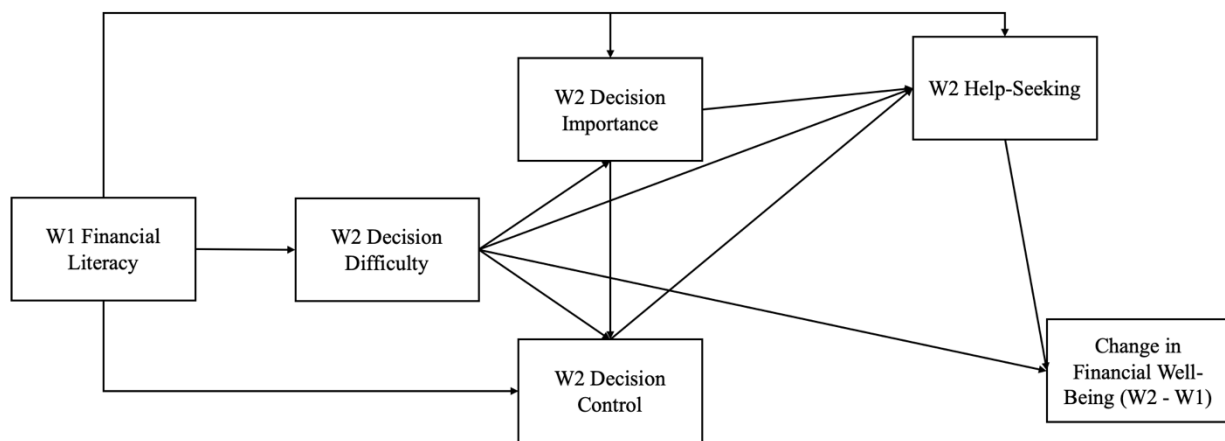 W2 Help-Seeking
W2 Decision
Importance
W1 Financial
Literacy
W2 Decision
Difficulty
W2 Decision
Control
Change in
Financial Well-
Being (W2 - W1)